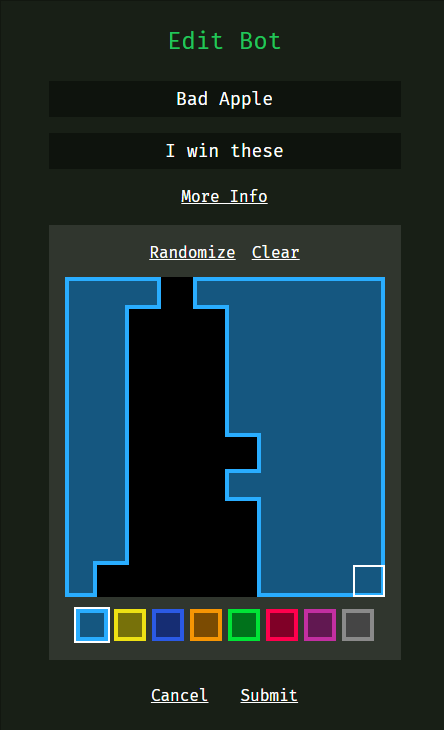 Edit Bot
Bad Apple
I win these
More Info
Randomize Clear
Cancel Submit